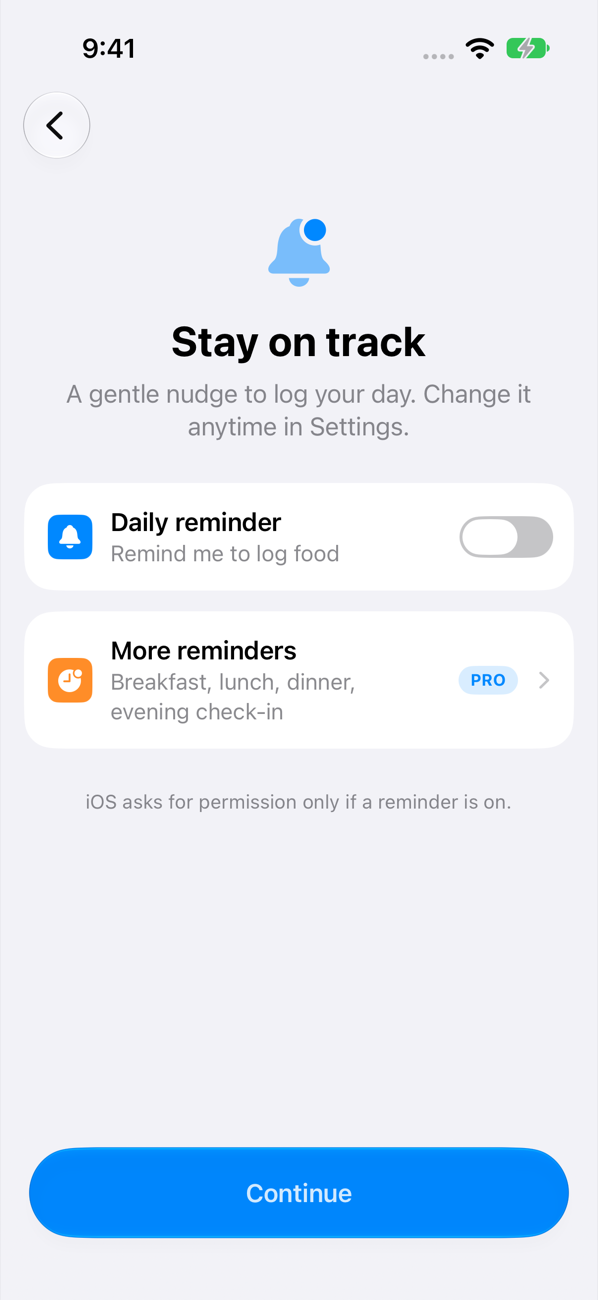 9:41
Stay on track
A gentle nudge to log your day. Change it
anytime in Settings.
Daily reminder
Remind me to log food
More reminders
Breakfast, lunch, dinner,
evening check-in
PRO
iOS asks for permission only if a reminder is on.
Continue